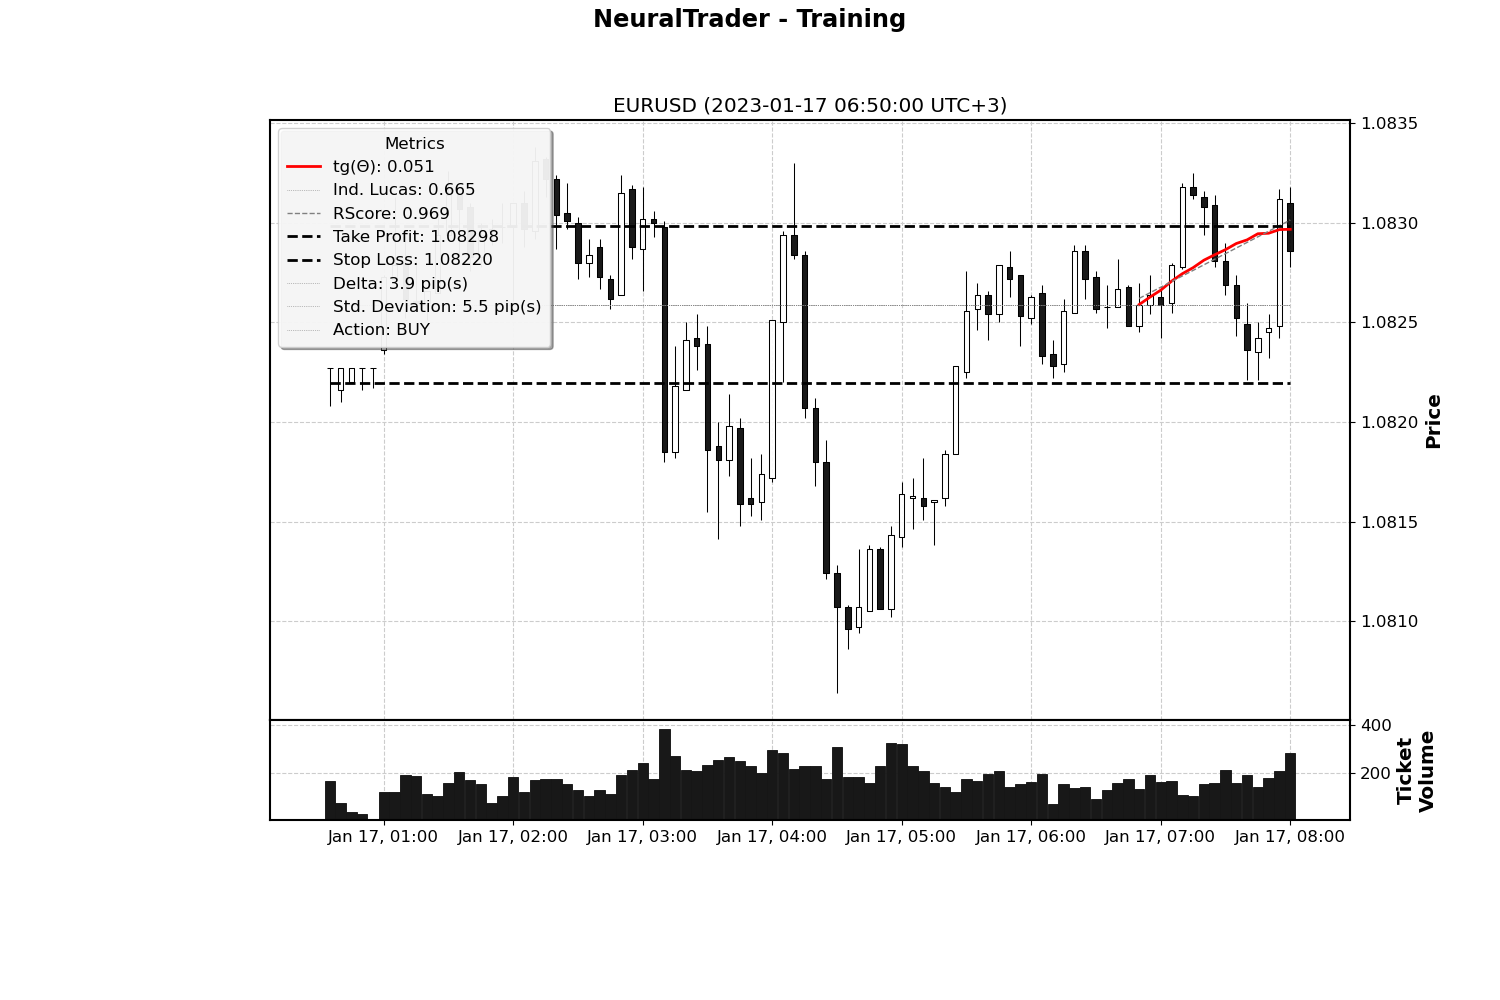 NeuralTrader - Training
EURUSD (2023-01-17 06:50:00 UTC+3)
Metrics
tg(Θ): 0.051
Ind. Lucas: 0.665
RScore: 0.969
Take Profit: 1.08298
Stop Loss: 1.08220
Delta: 3.9 pip(s)
Std. Deviation: 5.5 pip(s)
Action: BUY
1.0835
1.0830
1.0825
1.0820
1.0815
1.0810
Price
400
200
Ticket
Volume
Jan 17, 01:00
Jan 17, 02:00
Jan 17, 03:00
Jan 17, 04:00
Jan 17, 05:00
Jan 17, 06:00
Jan 17, 07:00
Jan 17, 08:00